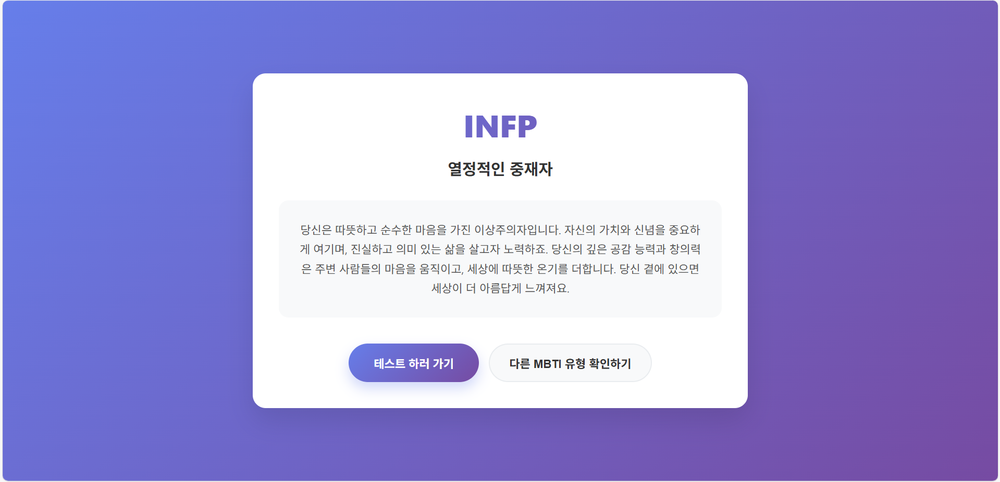 INFP
열정적인 중재자
당신은 따뜻하고 순수한 마음을 가진 이상주의자입니다. 자신의 가치와 신념을 중요하
게 여기며, 진실하고 의미 있는 삶을 살고자 노력하죠. 당신의 깊은 공감 능력과 창의력
은 주변 사람들의 마음을 움직이고, 세상에 따뜻한 온기를 더합니다. 당신 곁에 있으면
세상이 더 아름답게 느껴져요.
테스트 하러 가기
다른 MBTI 유형 확인하기